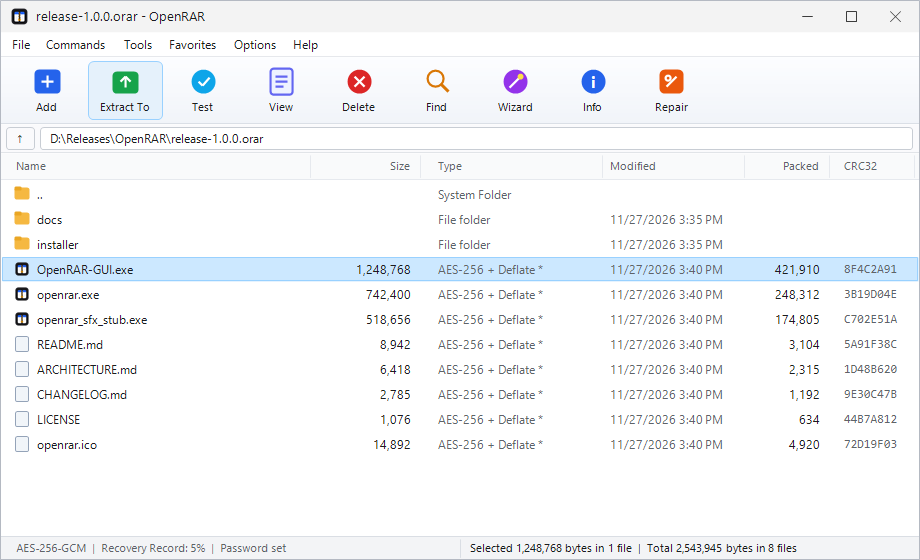 release-1.0.0.orar - OpenRAR
File Commands Tools Favorites Options Help
Add Extract To Test View Delete Find Wizard Info Repair
D:\Releases\OpenRAR\release-1.0.0.orar
Name Size Type Modified Packed CRC32
.. System Folder
docs File folder 11/27/2026 3:35 PM
installer File folder 11/27/2026 3:35 PM
OpenRAR-GUI.exe 1,248,768 AES-256 + Deflate * 11/27/2026 3:40 PM 421,910 8F4C2A91
openrar.exe 742,400 AES-256 + Deflate * 11/27/2026 3:40 PM 248,312 3B19D04E
openrar_sfx_stub.exe 518,656 AES-256 + Deflate * 11/27/2026 3:40 PM 174,805 C702E51A
README.md 8,942 AES-256 + Deflate * 11/27/2026 3:40 PM 3,104 5A91F38C
ARCHITECTURE.md 6,418 AES-256 + Deflate * 11/27/2026 3:40 PM 2,315 1D48B620
CHANGELOG.md 2,785 AES-256 + Deflate * 11/27/2026 3:40 PM 1,192 9E30C47B
LICENSE 1,076 AES-256 + Deflate * 11/27/2026 3:40 PM 634 44B7A812
openrar.ico 14,892 AES-256 + Deflate * 11/27/2026 3:40 PM 4,920 72D19F03
AES-256-GCM | Recovery Record: 5% | Password set Selected 1,248,768 bytes in 1 file | Total 2,543,945 bytes in 8 files